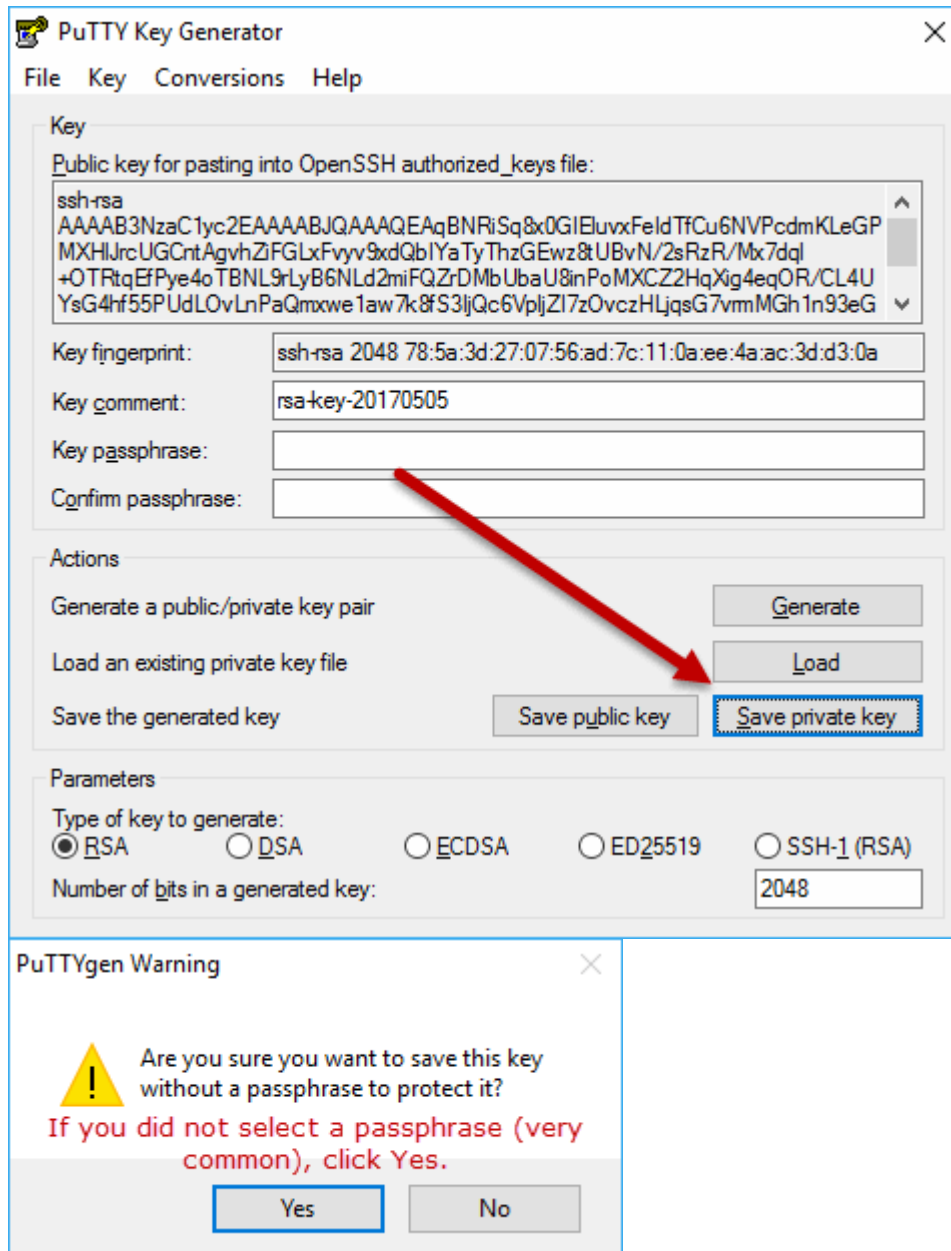 PuTTY Key Generator
File Key Conversions Help
Key
Public key for pasting into OpenSSH authorized_keys file:
ssh-rsa
AAAAB3NzaC1yc2EAAAABJQAAAQEAqBNRiSq8x0GIEluvxFeIdTfCu6NVPcdmKLeGP
MXHIJrcUGCntAgvhZiFGLxFvyv9xdQbIYaTyThzGEwz8tUBvN/2sRzR/Mx7dqI
+OTRtqEfPye4oTBNL9rLyB6NLd2miFQZrDMbUbaU8inPoMXCZ2HqXig4eqOR/CL4U
YsG4hf55PUdLOvLnPaQmxwe1aw7k8fS3IjQc6VpIjZI7zOvczHLjqsG7vrmMGh1n93eG
Key fingerprint: ssh-rsa 2048 78:5a:3d:27:07:56:ad:7c:11:0a:ee:4a:ac:3d:d3:0a
Key comment: rsa-key-20170505
Key passphrase:
Confirm passphrase:
Actions
Generate a public/private key pair Generate
Load an existing private key file Load
Save the generated key Save public key Save private key
Parameters
Type of key to generate:
RSA DSA ECDSA ED25519 SSH-1 (RSA)
Number of bits in a generated key: 2048
PuTTYgen Warning
Are you sure you want to save this key
without a passphrase to protect it?
If you did not select a passphrase (very
common), click Yes.
Yes No